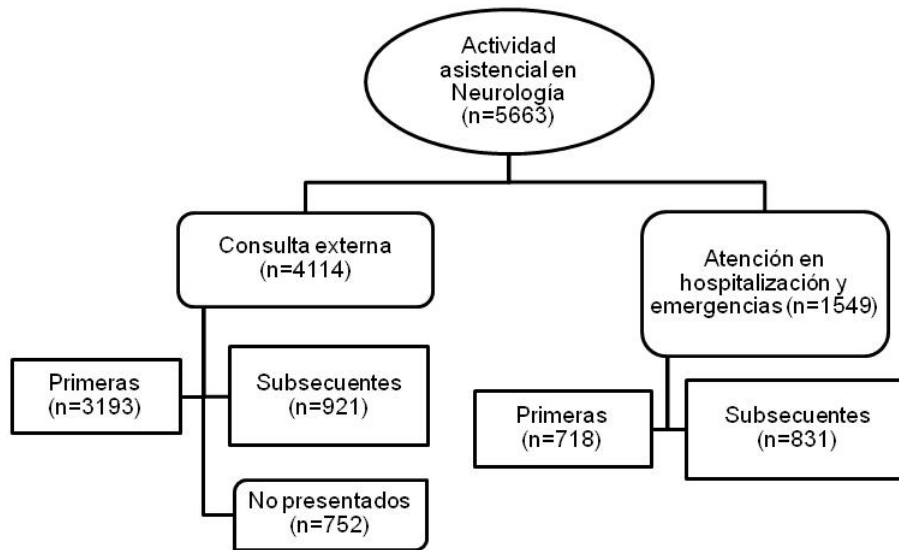 Actividad
asistencial en
Neurología
(n=5663)
Consulta externa
(n=4114)
Atención en
hospitalización y
emergencias (n=1549)
Primeras
(n=3193)
Subsecuentes
(n=921)
No presentados
(n=752)
Primeras
(n=718)
Subsecuentes
(n=831)